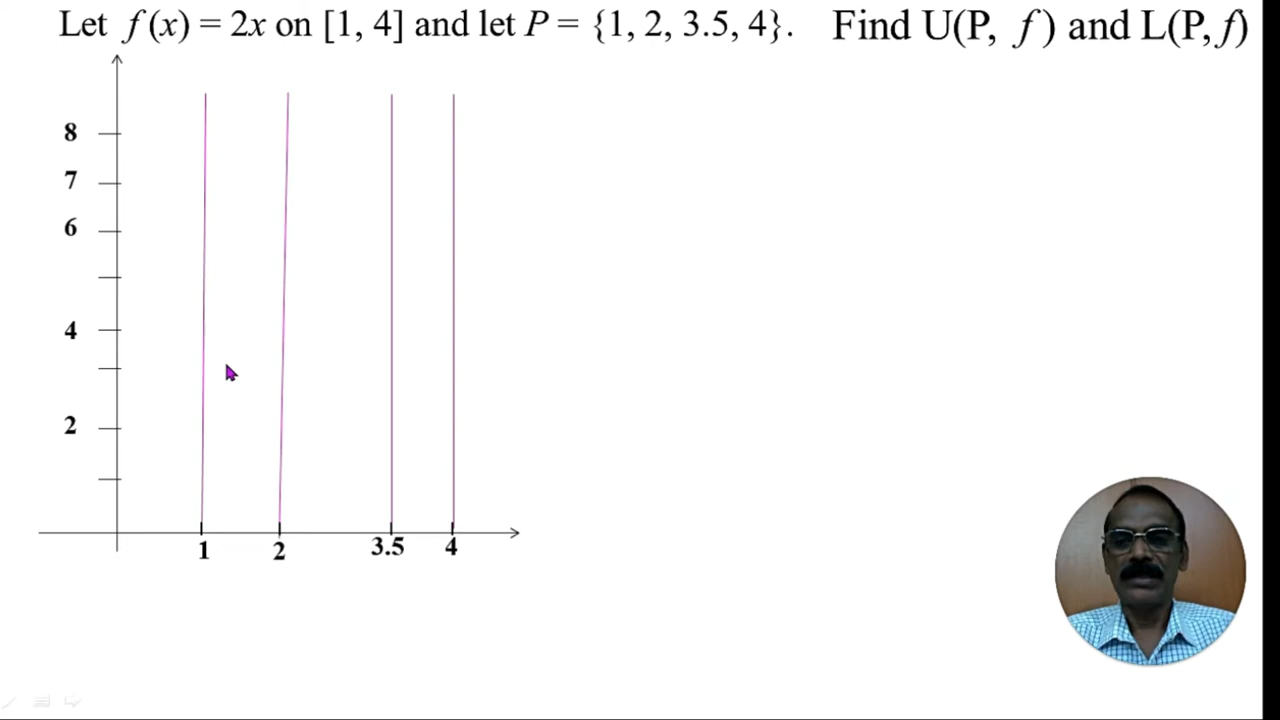 Let f(x) = 2x on [1, 4] and let P = {1, 2, 3.5, 4}. Find U(P, f) and L(P, f)
8
7
6
4
2
1 2 3.5 4